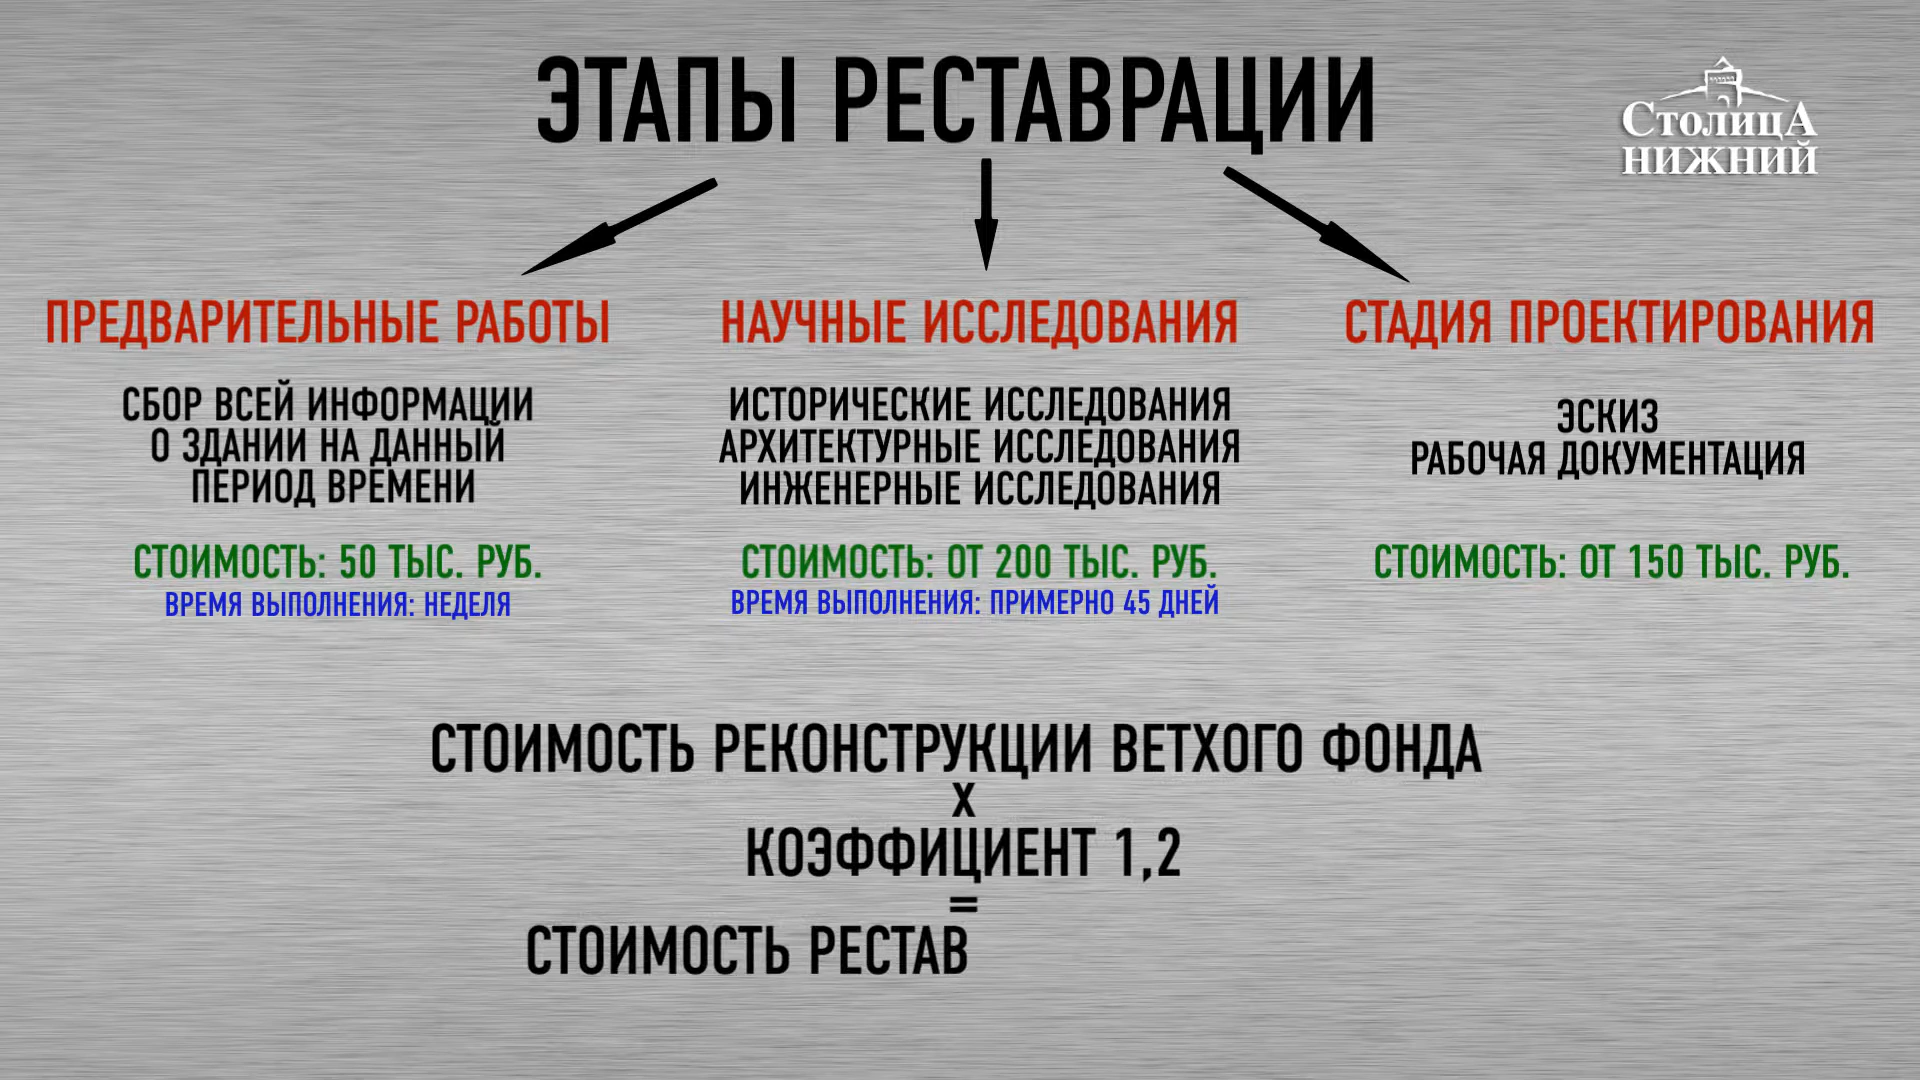 ЭТАПЫ РЕСТАВРАЦИИ
СтолицА
НИЖНИЙ
ПРЕДВАРИТЕЛЬНЫЕ РАБОТЫ
СБОР ВСЕЙ ИНФОРМАЦИИ
О ЗДАНИИ НА ДАННЫЙ
ПЕРИОД ВРЕМЕНИ
СТОИМОСТЬ: 50 ТЫС. РУБ.
ВРЕМЯ ВЫПОЛНЕНИЯ: НЕДЕЛЯ
НАУЧНЫЕ ИССЛЕДОВАНИЯ
ИСТОРИЧЕСКИЕ ИССЛЕДОВАНИЯ
АРХИТЕКТУРНЫЕ ИССЛЕДОВАНИЯ
ИНЖЕНЕРНЫЕ ИССЛЕДОВАНИЯ
СТОИМОСТЬ: ОТ 200 ТЫС. РУБ.
ВРЕМЯ ВЫПОЛНЕНИЯ: ПРИМЕРНО 45 ДНЕЙ
СТАДИЯ ПРОЕКТИРОВАНИЯ
ЭСКИЗ
РАБОЧАЯ ДОКУМЕНТАЦИЯ
СТОИМОСТЬ: ОТ 150 ТЫС. РУБ.
СТОИМОСТЬ РЕКОНСТРУКЦИИ ВЕТХОГО ФОНДА
Х
КОЭФФИЦИЕНТ 1,2
=
СТОИМОСТЬ РЕСТАВ